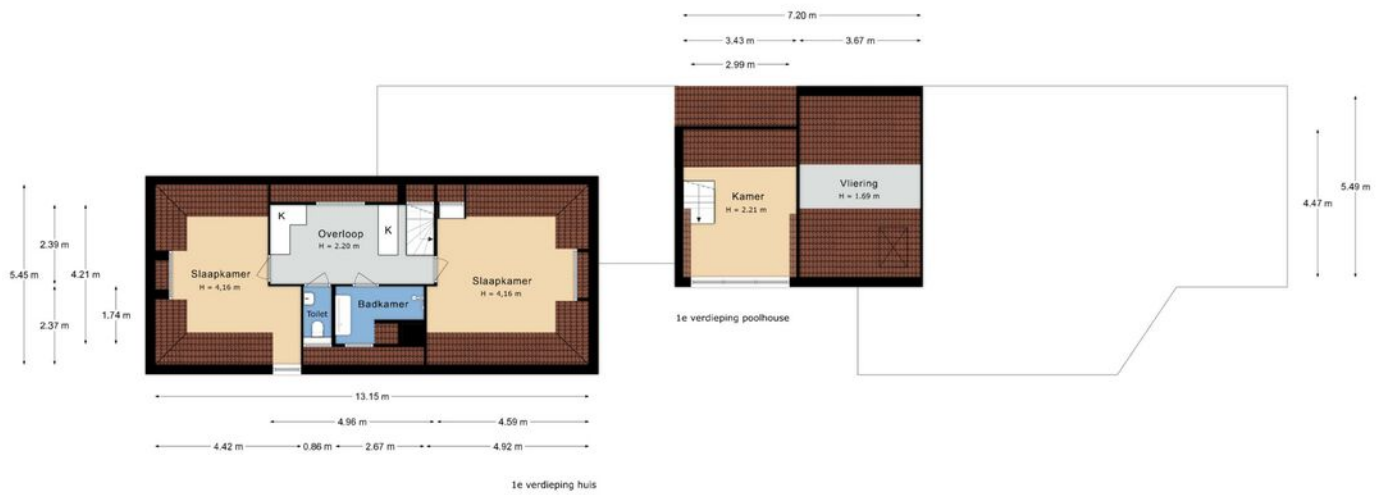 7.20 m
3.43 m
3.67 m
2.99 m
5.49 m
4.47 m
Kamer
H = 2.21 m
Vliering
H = 1.69 m
1e verdieping poolhouse
K
Overloop
H = 2.20 m
K
Slaapkamer
H = 4,16 m
Slaapkamer
H = 4,16 m
Toilet
Badkamer
2.39 m
5.45 m
4.21 m
2.37 m
1.74 m
13.15 m
4.96 m
4.59 m
4.42 m
0.86 m
2.67 m
4.92 m
1e verdieping huis